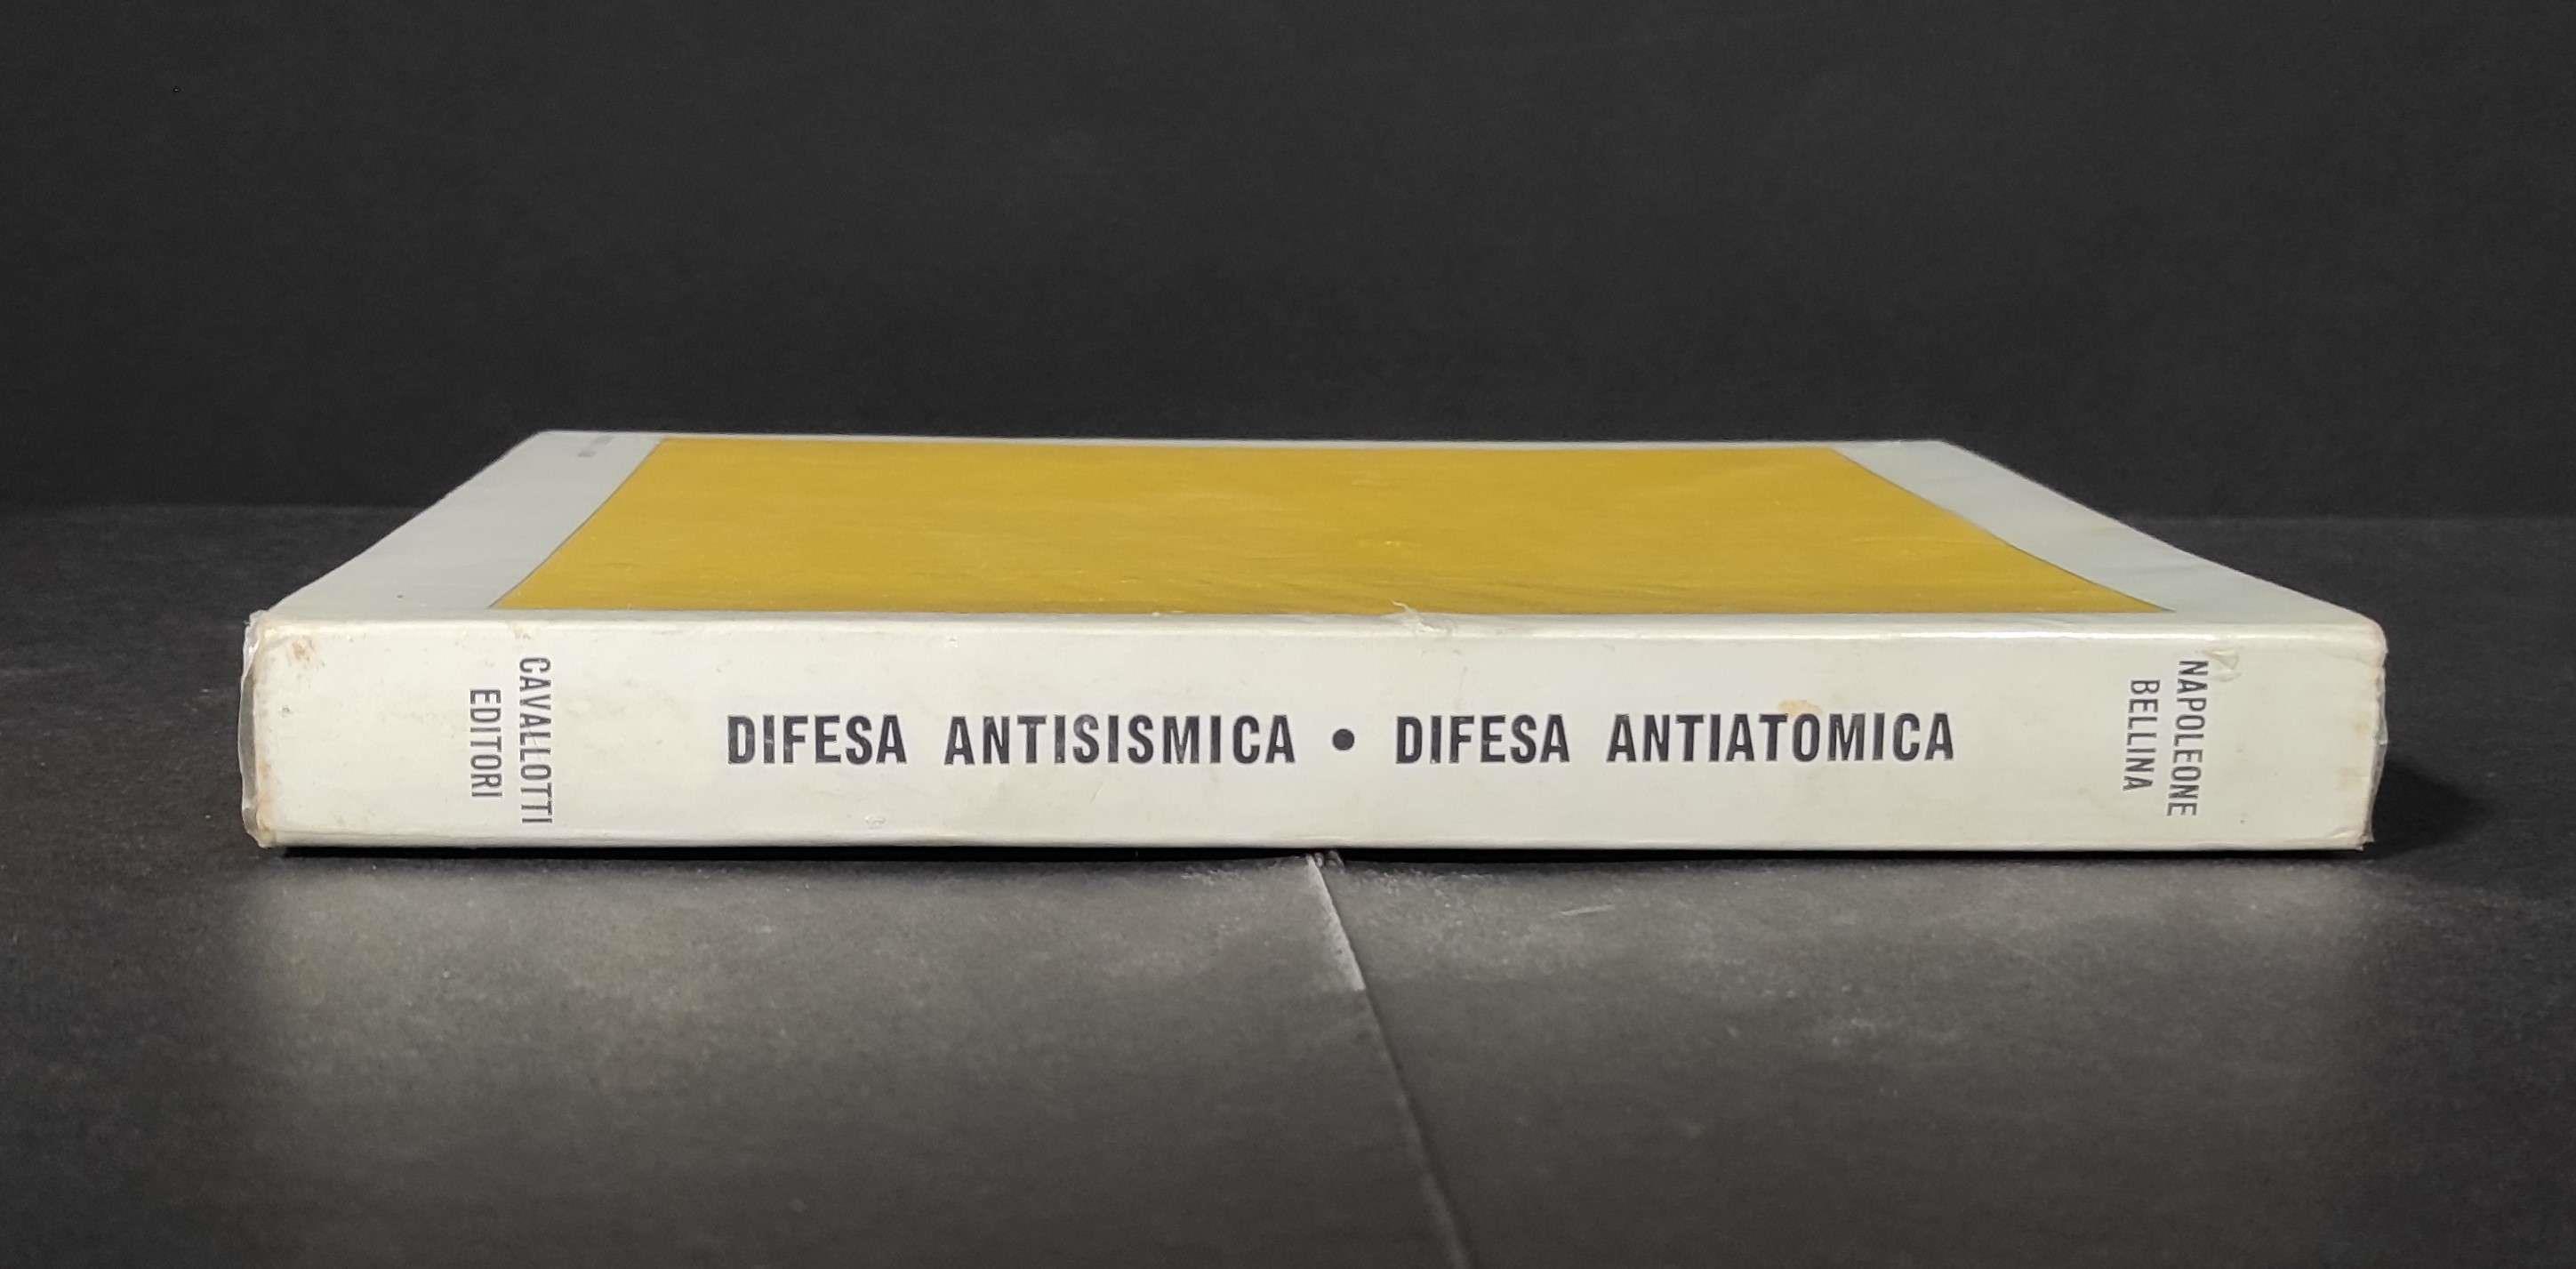 CAVALLOTTI
EDITORI
DIFESA ANTISISMICA • DIFESA ANTIATOMICA
NAPOLEONE
BELLINA